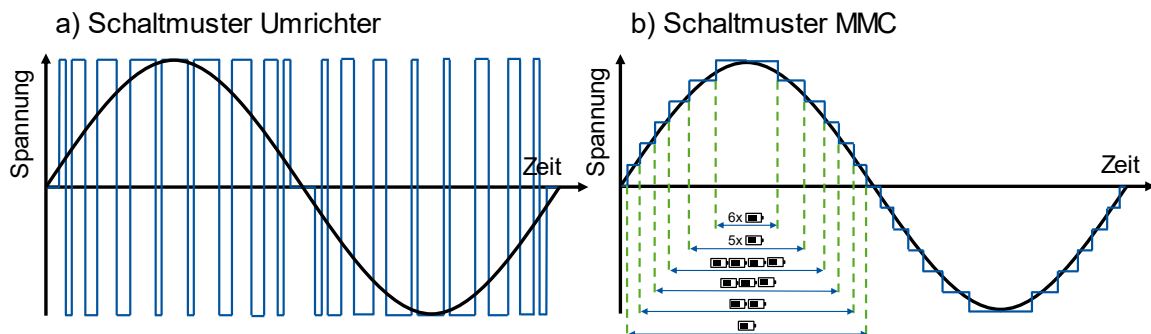 a) Schaltmuster Umrichter
Spannung
Zeit
b) Schaltmuster MMC
Spannung
Zeit
6x
5x